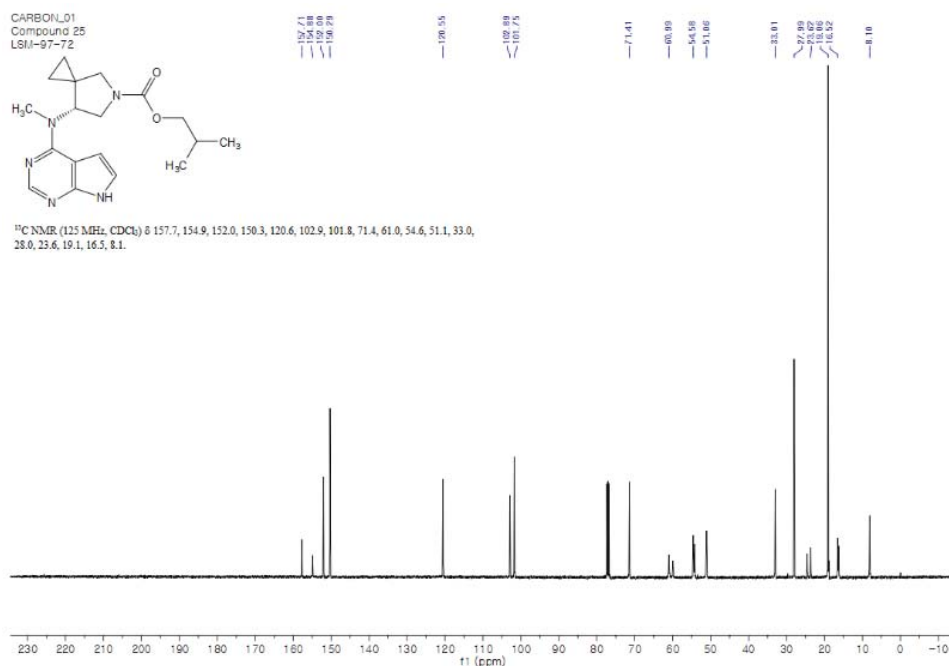 CARBON_01
Compound 25
LSM-97-72
157.71
154.88
152.00
150.29
120.55
102.89
101.75
71.41
60.99
54.58
51.06
33.01
27.99
23.62
19.06
16.52
8.10
O
N
O
H₃C
N
CH₃
H₃C
N
N
NH
¹³C NMR (125 MHz, CDCl₃) δ 157.7, 154.9, 152.0, 150.3, 120.6, 102.9, 101.8, 71.4, 61.0, 54.6, 51.1, 33.0,
28.0, 23.6, 19.1, 16.5, 8.1.
230 220 210 200 190 180 170 160 150 140 130 120 110 100 90 80 70 60 50 40 30 20 10 0 -10
f1 (ppm)